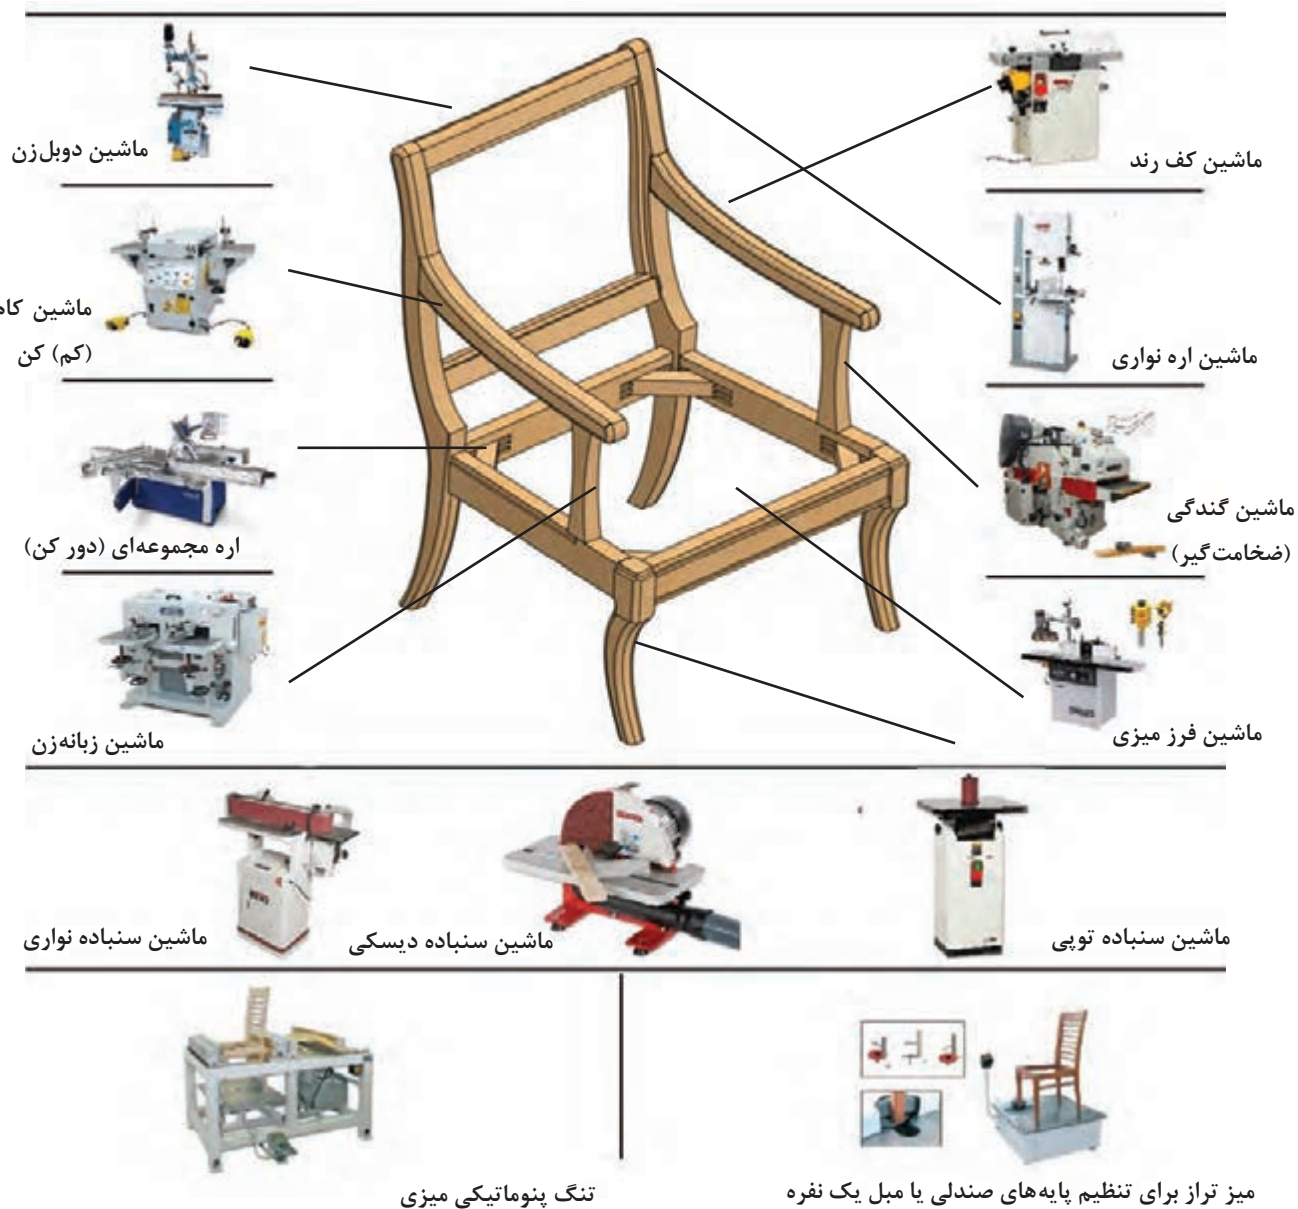 ماشین کف رند
ماشین دوبل‌زن
ماشین اره نواری
ماشین
(کم) کن
ماشین گندگی
(ضخامت‌گیر)
اره مجموعه‌ای (دور کن)
ماشین فرز میزی
ماشین زبانه‌زن
ماشین سنباده توپی
ماشین سنباده دیسکی
ماشین سنباده نواری
میز تراز برای تنظیم پایه‌های صندلی یا مبل یک نفره
تنگ پنوماتیکی میزی